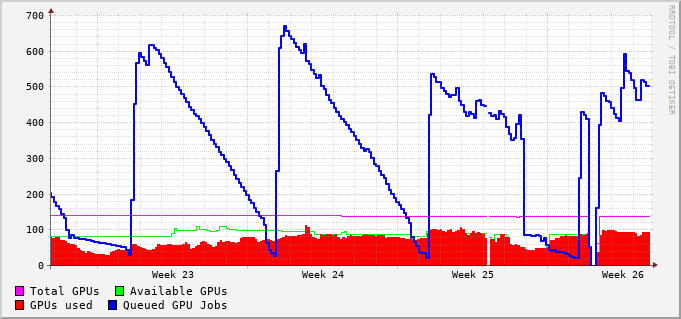 700
600
500
400
300
200
100
0
Week 23 Week 24 Week 25 Week 26
Total GPUs Available GPUs
GPUs used Queued GPU Jobs
RRDTOOL / TOBI OETIKER